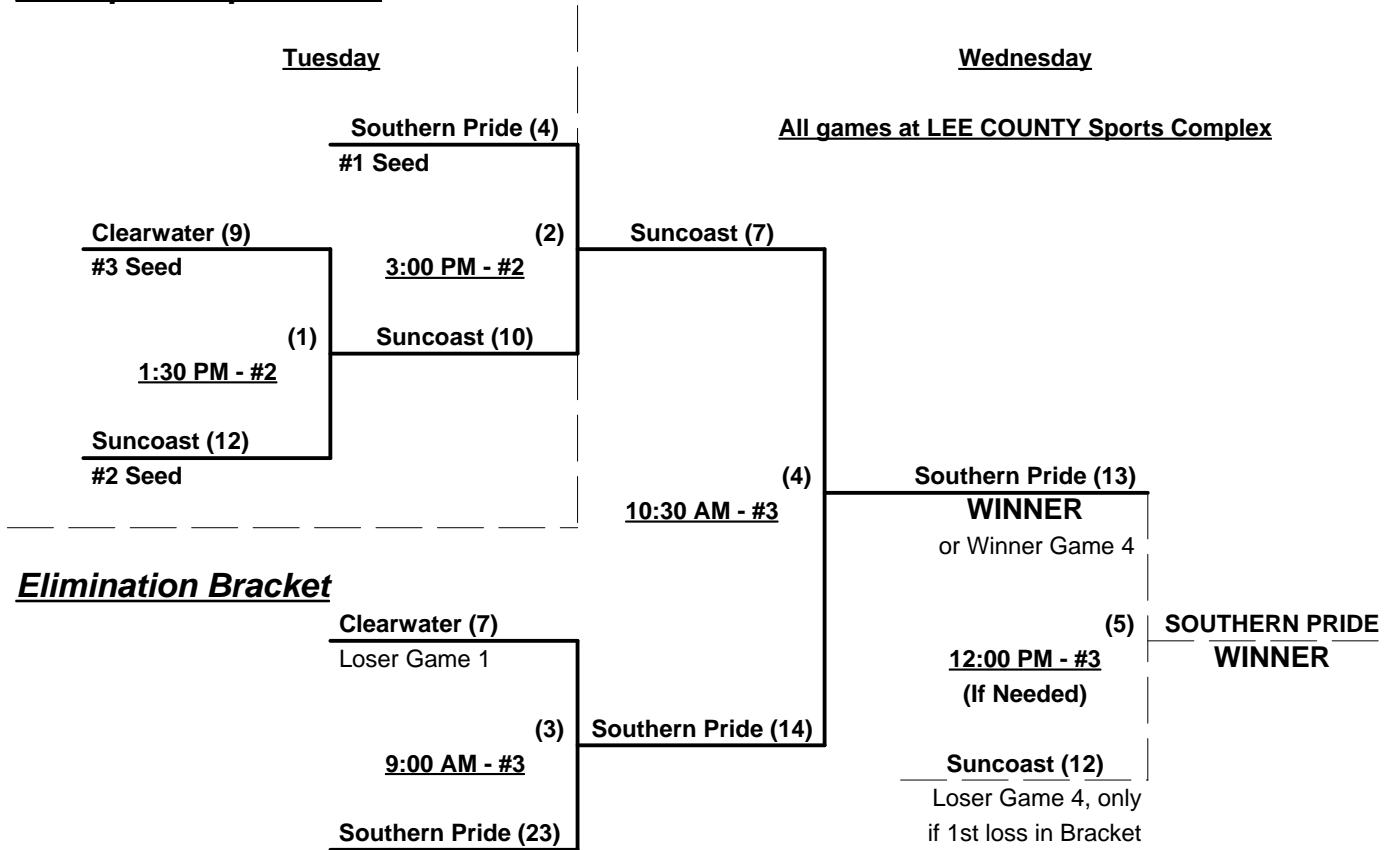 Tuesday
Wednesday
Southern Pride (4)
All games at LEE COUNTY Sports Complex
#1 Seed
Clearwater (9)
(2)
Suncoast (7)
#3 Seed
3:00 PM - #2
(1)
Suncoast (10)
1:30 PM - #2
Suncoast (12)
#2 Seed
(4)
Southern Pride (13)
10:30 AM - #3
WINNER
or Winner Game 4
Elimination Bracket
Clearwater (7)
(5)
SOUTHERN PRIDE
Loser Game 1
12:00 PM - #3
WINNER
(If Needed)
(3)
Southern Pride (14)
9:00 AM - #3
Suncoast (12)
Loser Game 4, only
Southern Pride (23)
if 1st loss in Bracket